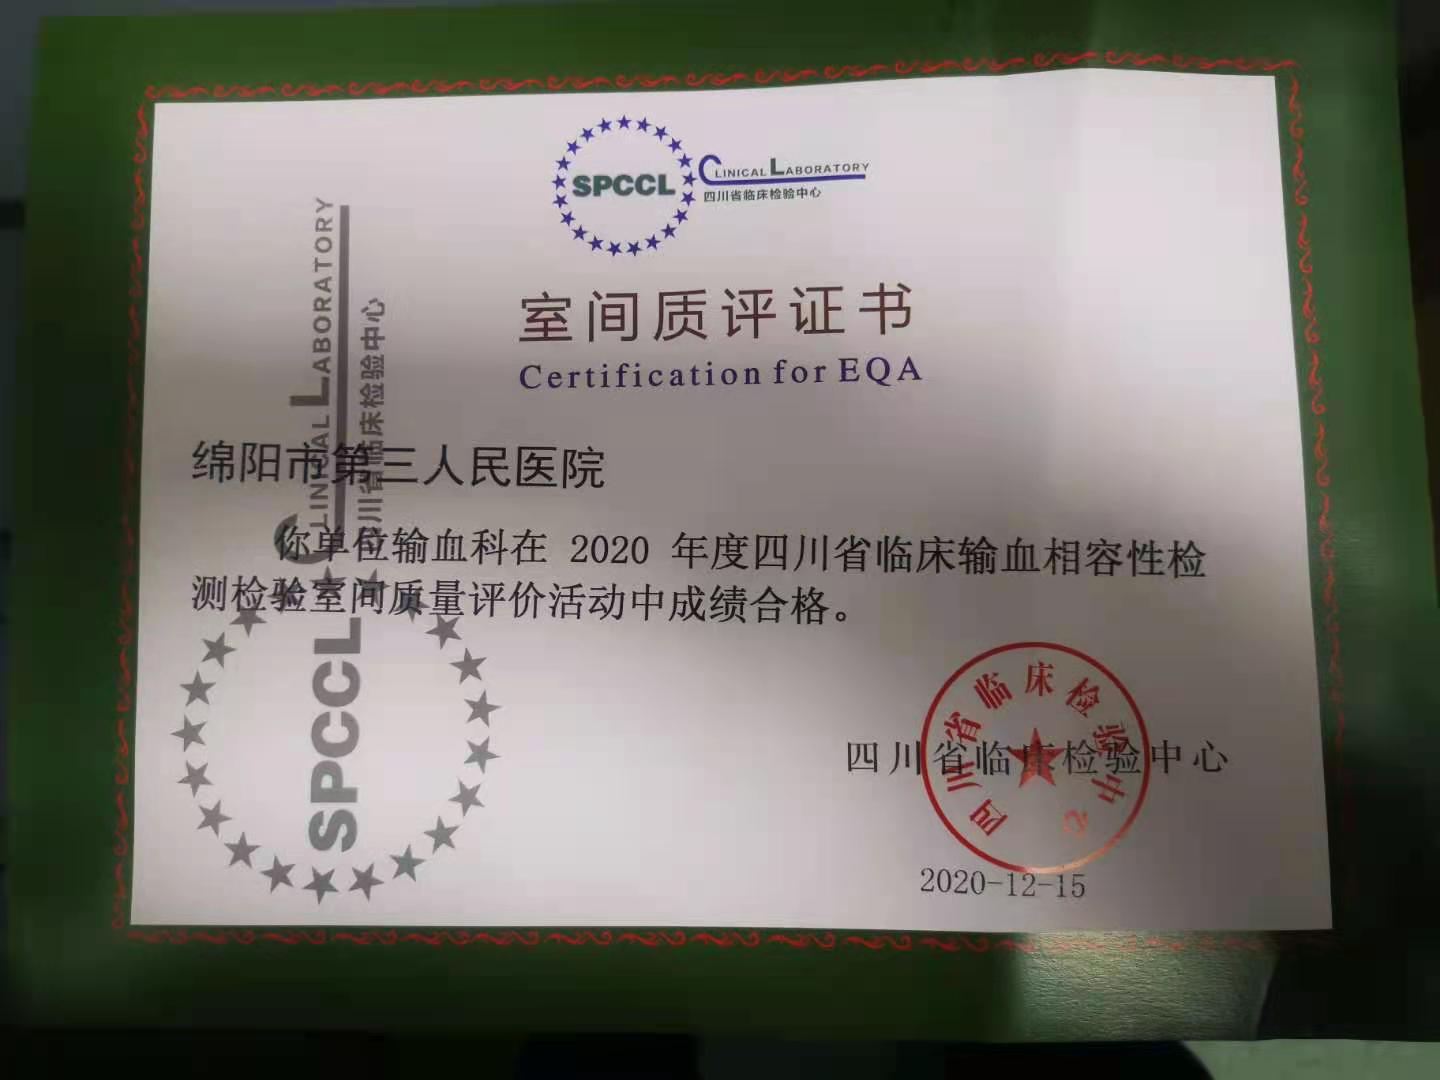 SPCCL
CLINICAL LABORATORY
四川省临床检验中心
室间质评证书
Certification for EQA
绵阳市第三人民医院
你单位输血科在 2020 年度四川省临床输血相容性检
测检验室间质量评价活动中成绩合格。
CLINICAL LABORATORY
四川省临床检验中心
SPCCL
四川省临床检验中心
四川省临床检验中心
2020-12-15